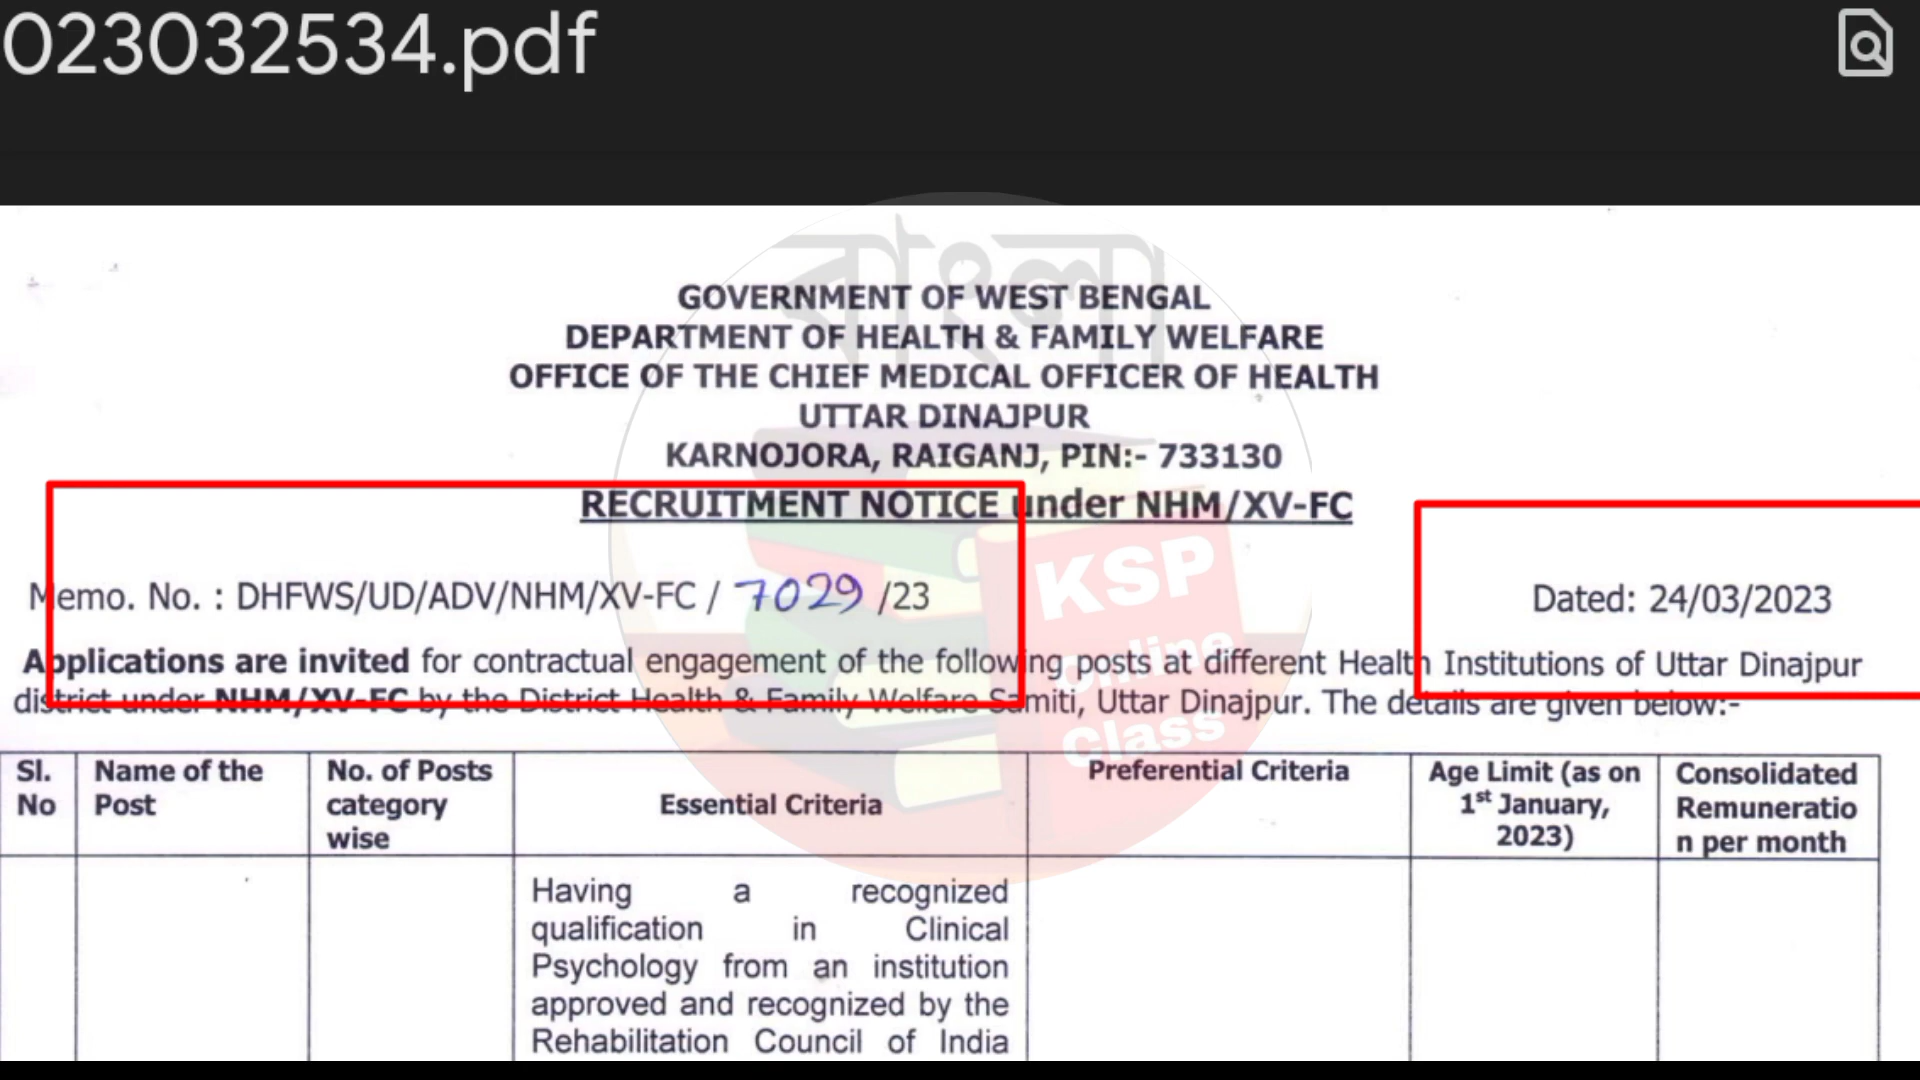 023032534.pdf
বাংলা
GOVERNMENT OF WEST BENGAL
DEPARTMENT OF HEALTH & FAMILY WELFARE
OFFICE OF THE CHIEF MEDICAL OFFICER OF HEALTH
UTTAR DINAJPUR
KARNOJORA, RAIGANJ, PIN:- 733130
RECRUITMENT NOTICE under NHM/XV-FC
KSP
Online
Class
Memo. No. : DHFWS/UD/ADV/NHM/XV-FC / 7029 /23 Dated: 24/03/2023
Applications are invited for contractual engagement of the following posts at different Health Institutions of Uttar Dinajpur
district under NHM/XV-FC by the District Health & Family Welfare Samiti, Uttar Dinajpur. The details are given below:-
Sl.
No
Name of the
Post
No. of Posts
category
wise
Essential Criteria
Preferential Criteria
Age Limit (as on
1st January,
2023)
Consolidated
Remuneratio
n per month
Having a recognized
qualification in Clinical
Psychology from an institution
approved and recognized by the
Rehabilitation Council of India